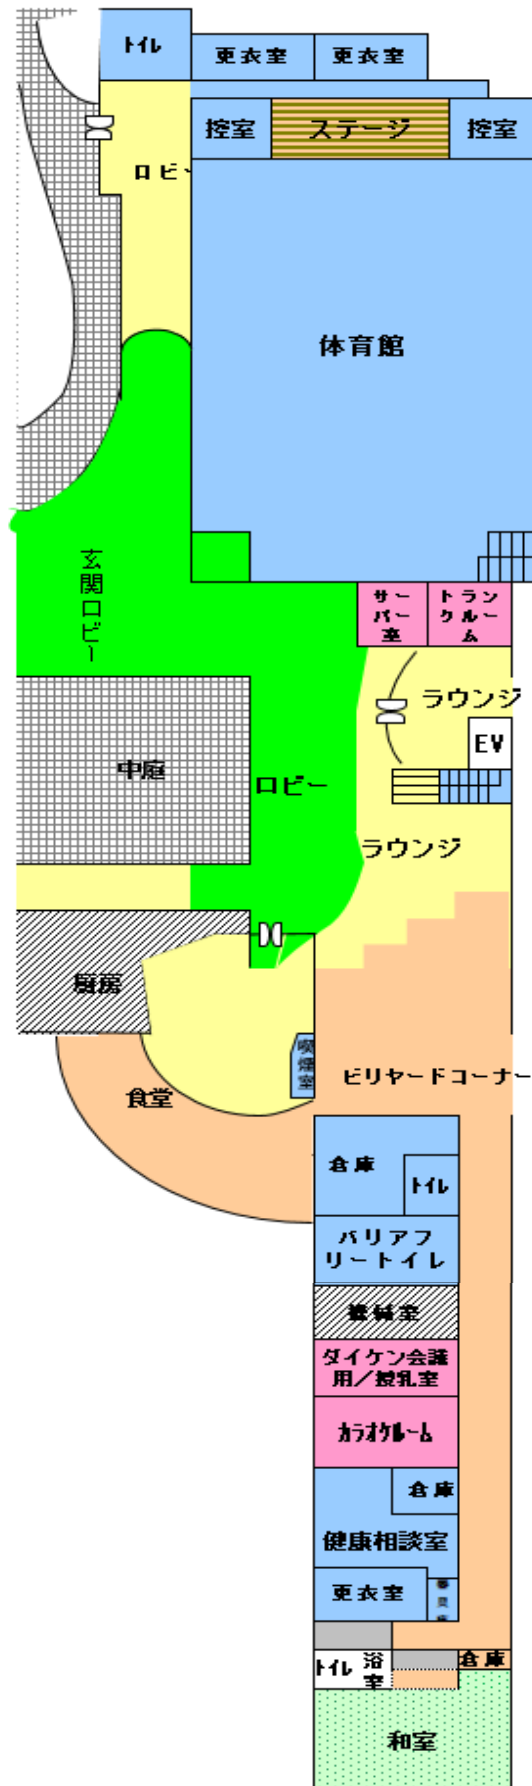 トイレ
更衣室
更衣室
控室
ステージ
控室
ロビー
体育館
玄関ロビー
サー
バー
室
トラン
クルー
ム
ラウンジ
EV
中庭
ロビー
ラウンジ
厨房
喫煙室
ビリヤードコーナー
食堂
倉庫
トイレ
バリアフ
リートイレ
機械室
ダイケン会議
用／授乳室
カラオケルーム
倉庫
健康相談室
更衣室
トイレ
浴
室
倉庫
和室